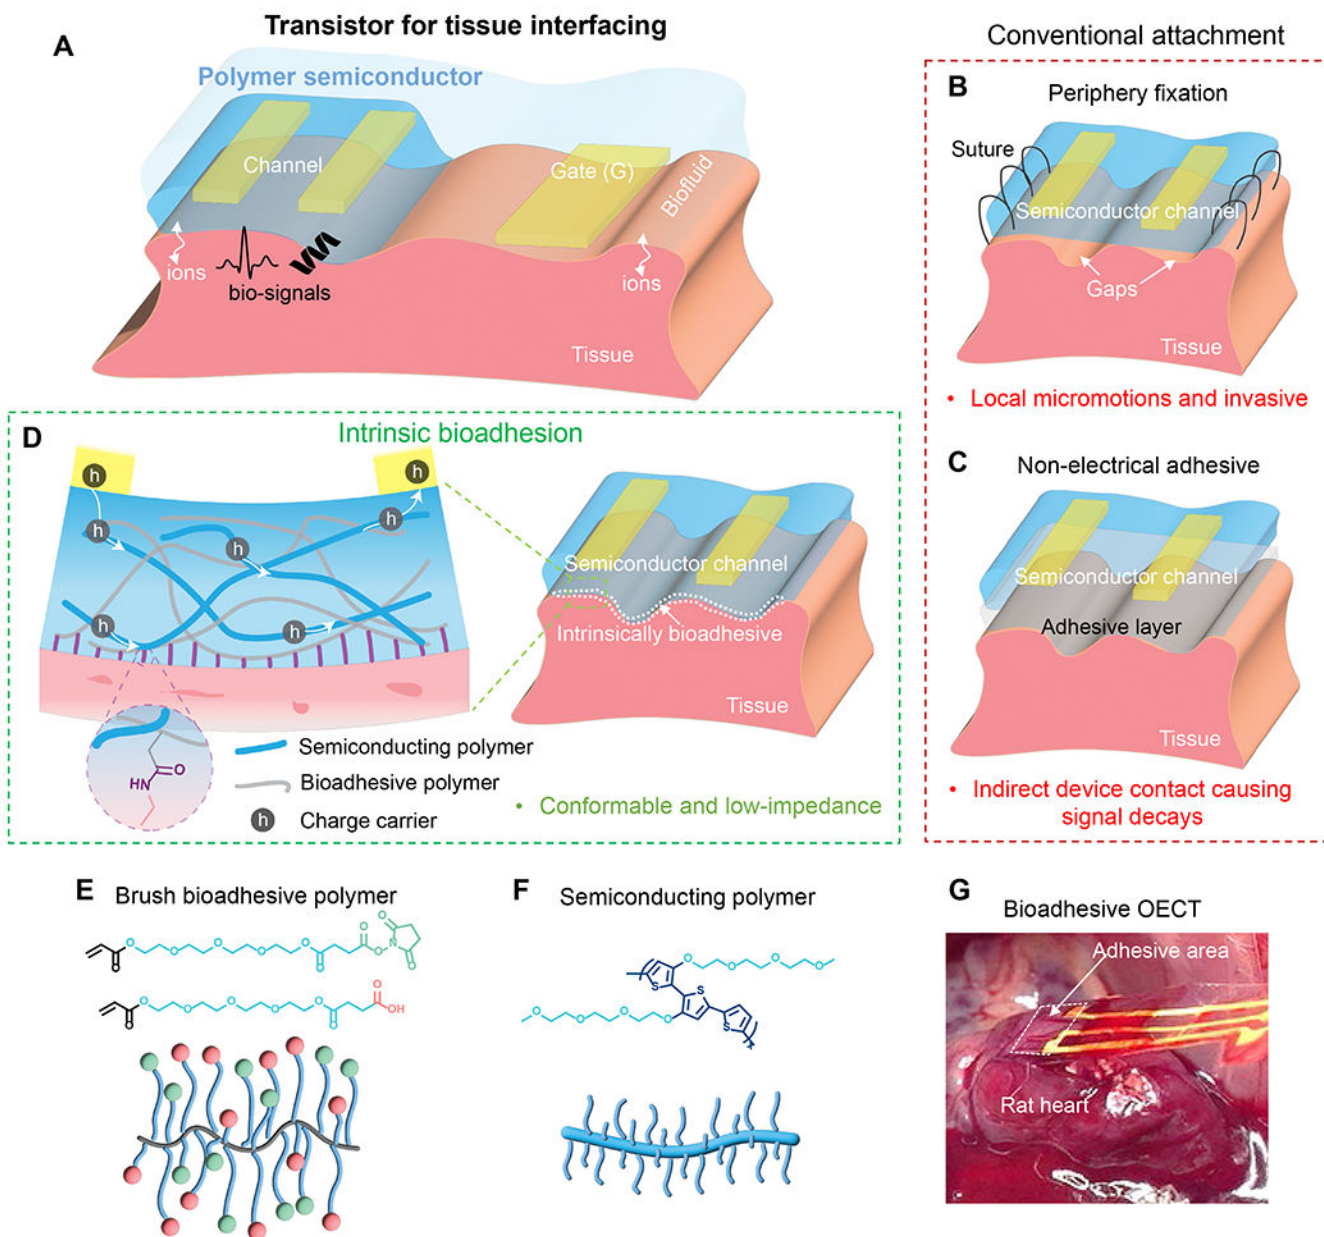 Transistor for tissue interfacing
A
Polymer semiconductor
Channel
Gate (G)
Biofluid
ions
bio-signals
ions
Tissue
Conventional attachment
B
Periphery fixation
Suture
Semiconductor channel
Gaps
Tissue
• Local micromotions and invasive
C
Non-electrical adhesive
Semiconductor channel
Adhesive layer
Tissue
• Indirect device contact causing
signal decays
D
Intrinsic bioadhesion
h
h
h
h
h
h
h
Semiconductor channel
Intrinsically bioadhesive
Tissue
O
HN
Semiconducting polymer
Bioadhesive polymer
h
Charge carrier
• Conformable and low-impedance
E
Brush bioadhesive polymer
O
O
O
O
O
O
O
O
O
N
O
O
O
O
O
O
O
O
O
O
OH
F
Semiconducting polymer
O
O
O
O
S
S
S
O
O
O
O
x
G
Bioadhesive OECT
Adhesive area
Rat heart